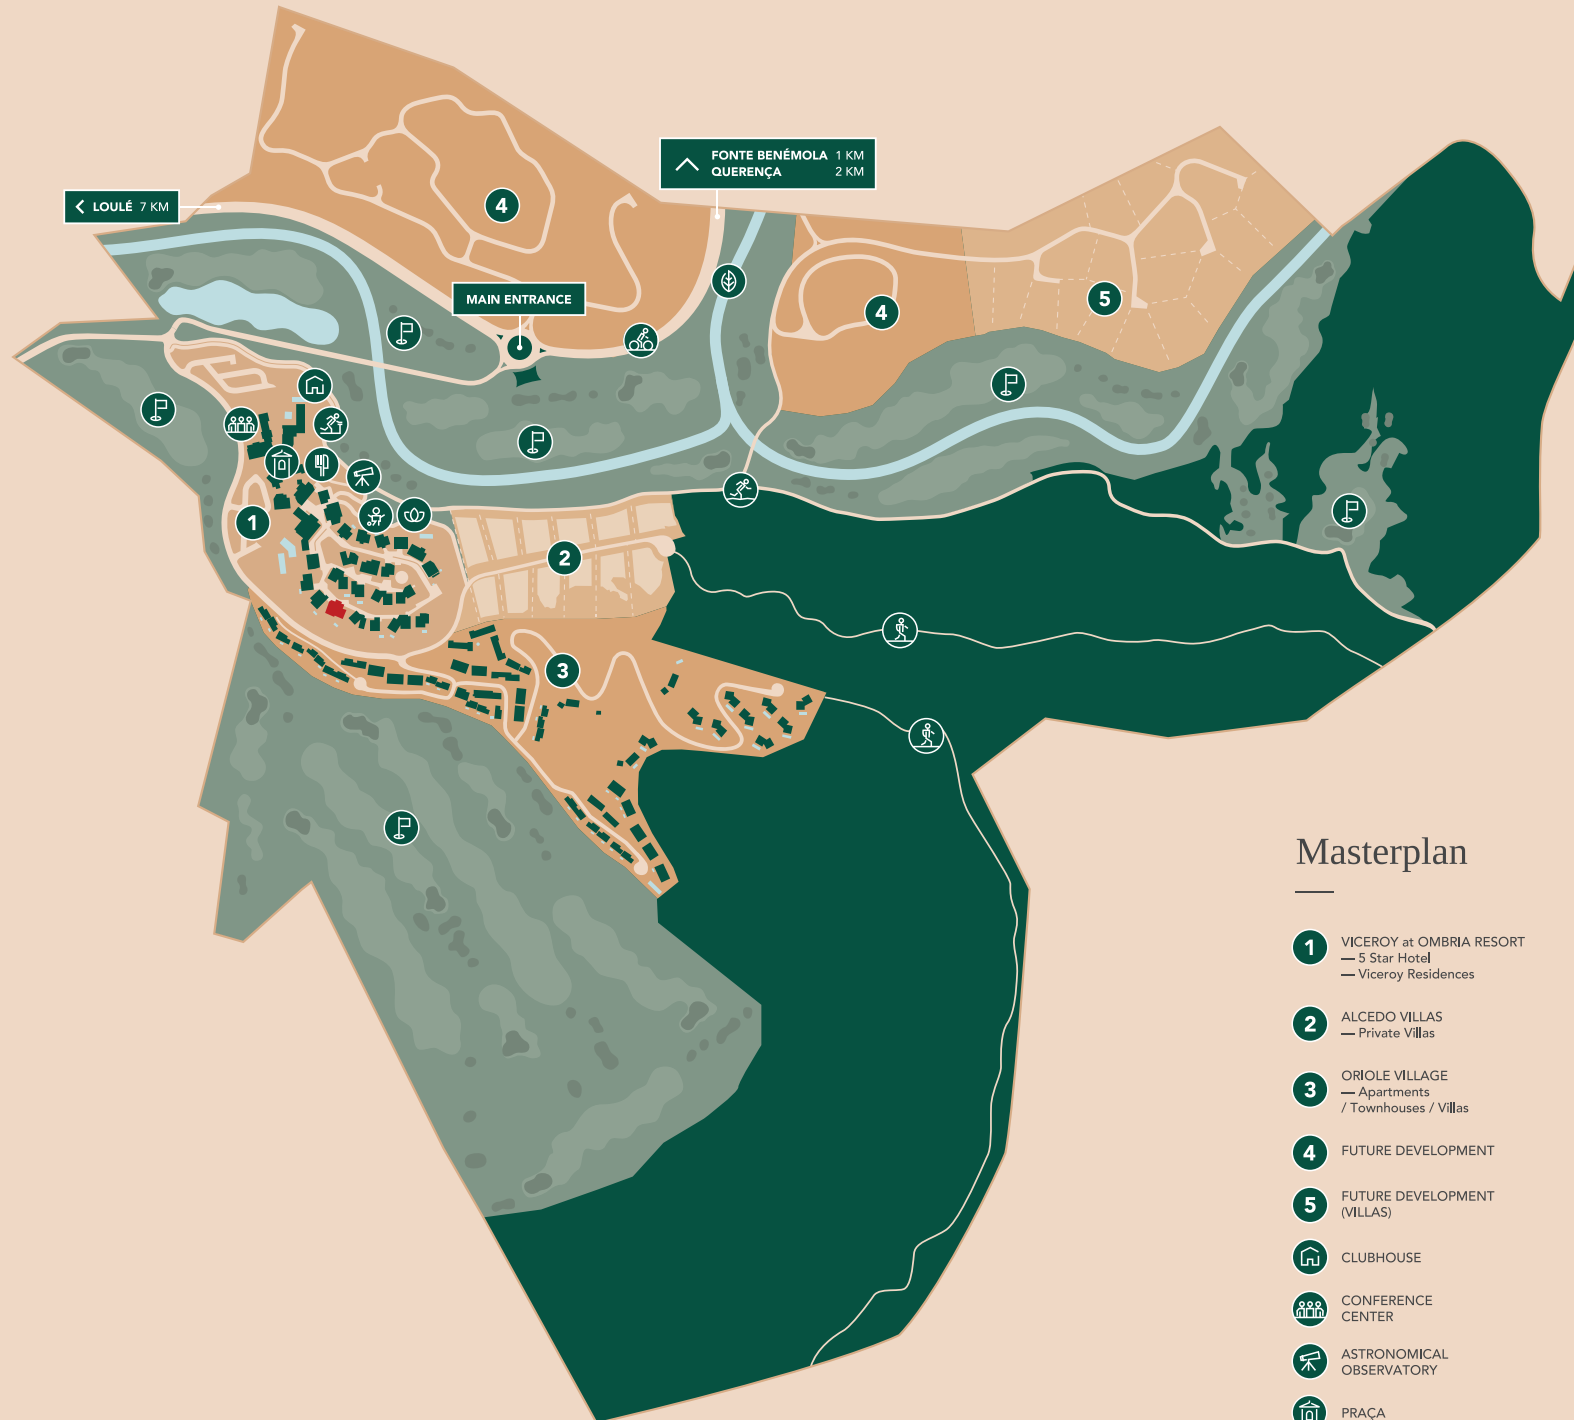 FONTE BENÉMOLA 1 KM
QUERENÇA 2 KM
LOULÉ 7 KM
4
MAIN ENTRANCE
4
5
1
2
3
Masterplan
1 VICEROY at OMBRIA RESORT
— 5 Star Hotel
— Viceroy Residences
2 ALCEDO VILLAS
— Private Villas
3 ORIOLE VILLAGE
— Apartments
/ Townhouses / Villas
4 FUTURE DEVELOPMENT
5 FUTURE DEVELOPMENT
(VILLAS)
CLUBHOUSE
CONFERENCE
CENTER
ASTRONOMICAL
OBSERVATORY
PRAÇA